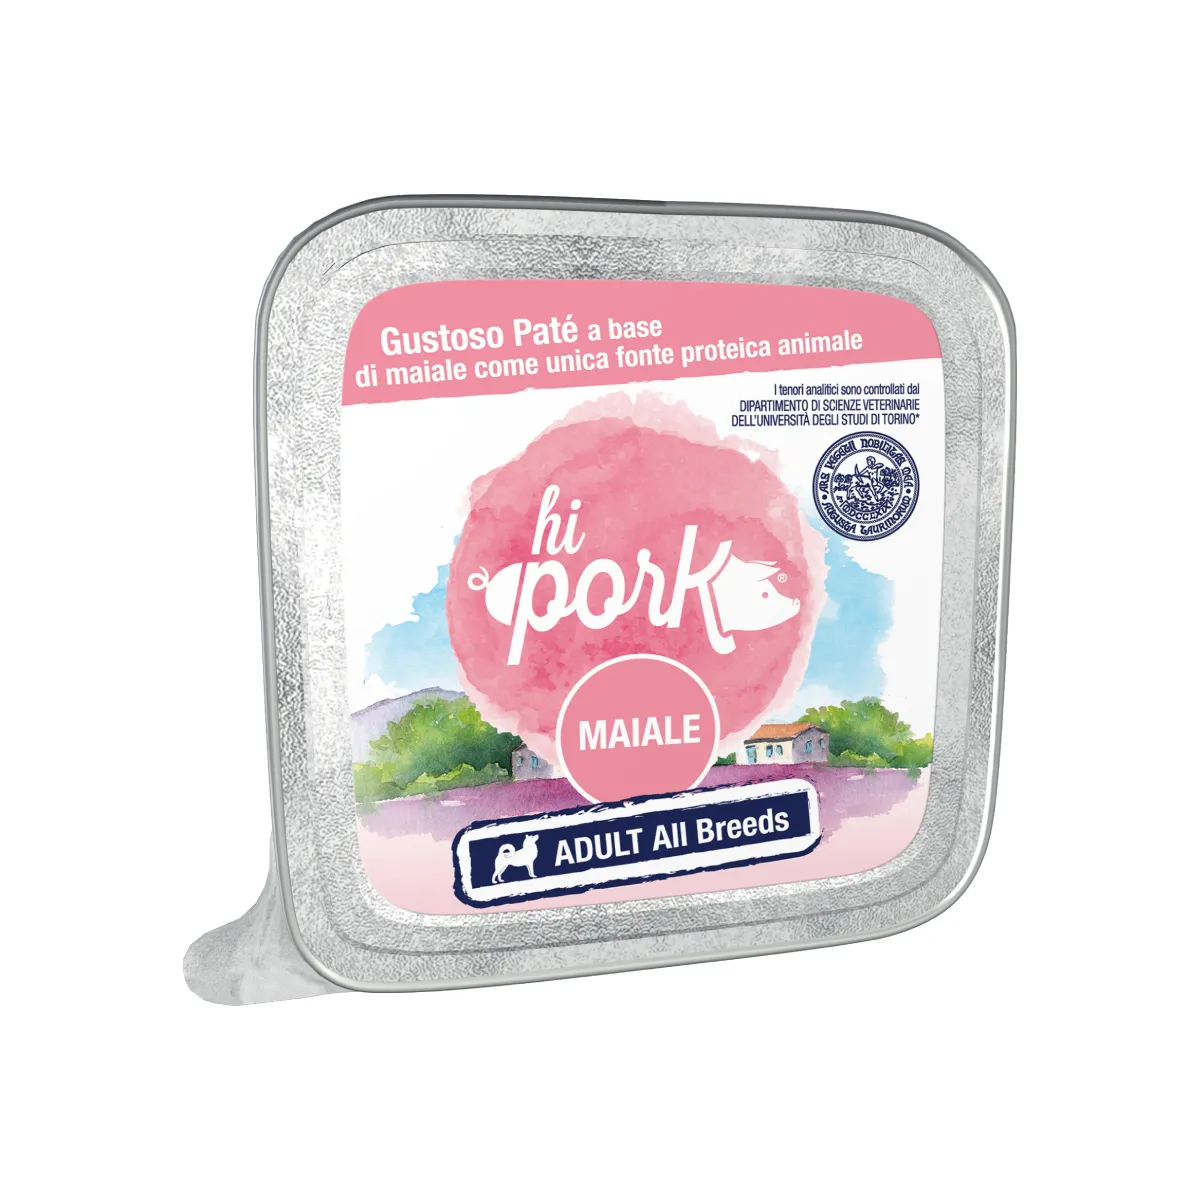 Gustoso Paté a base
di maiale come unica fonte proteica animale
I tenori analitici sono controllati dal
DIPARTIMENTO DI SCIENZE VETERINARIE
DELL'UNIVERSITÀ DEGLI STUDI DI TORINO*
hi
pork®
MAIALE
ADULT All Breeds